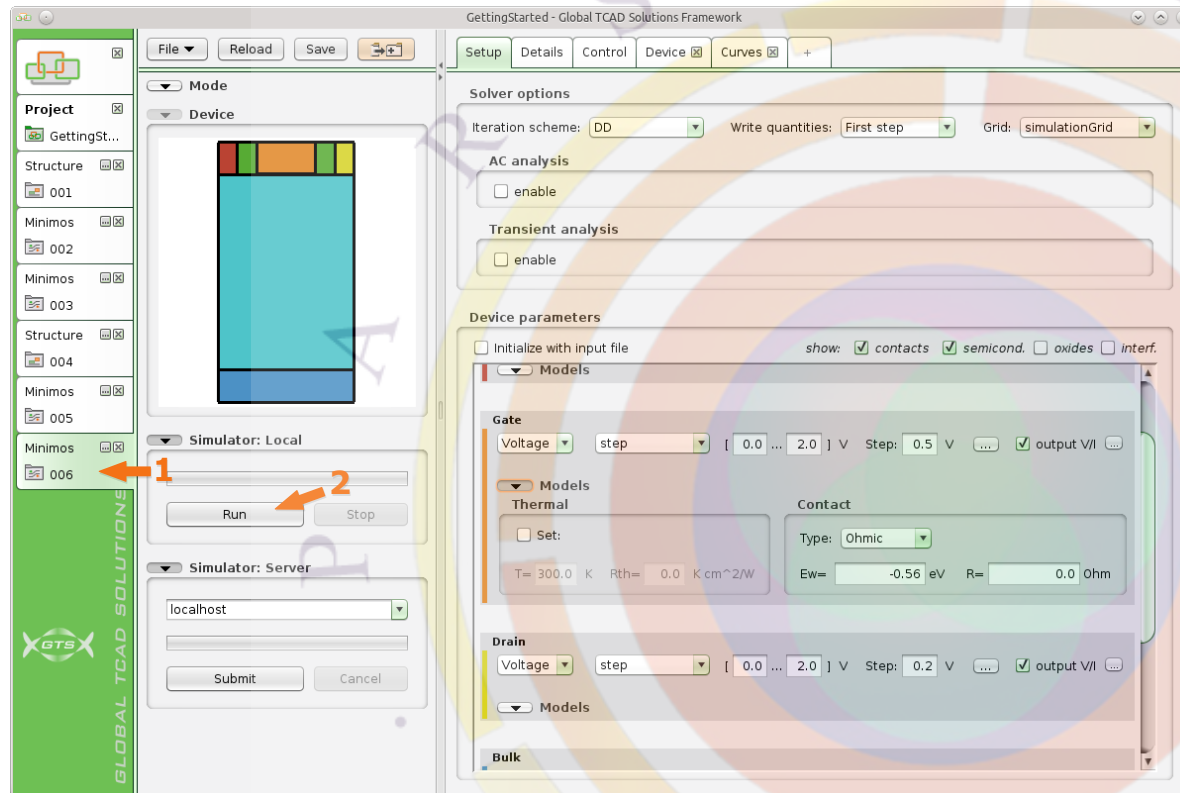 GettingStarted - Global TCAD Solutions Framework
Project
GettingSt...
Structure
001
Minimos
002
Minimos
003
Structure
004
Minimos
005
Minimos
006
GTS
GLOBAL TCAD SOLUTIONS
File Reload Save
Mode
Device
Simulator: Local
1
2
Run Stop
Simulator: Server
localhost
Submit Cancel
Setup Details Control Device Curves +
Solver options
Iteration scheme: DD Write quantities: First step Grid: simulationGrid
AC analysis
enable
Transient analysis
enable
Device parameters
Initialize with input file show: contacts semicond. oxides interf.
Models
Gate
Voltage step [ 0.0 ... 2.0 ] V Step: 0.5 V ... output V/I ...
Models
Thermal Contact
Set: Type: Ohmic
T= 300.0 K Rth= 0.0 K cm^2/W Ew= -0.56 eV R= 0.0 Ohm
Drain
Voltage step [ 0.0 ... 2.0 ] V Step: 0.2 V ... output V/I ...
Models
Bulk
P A R S